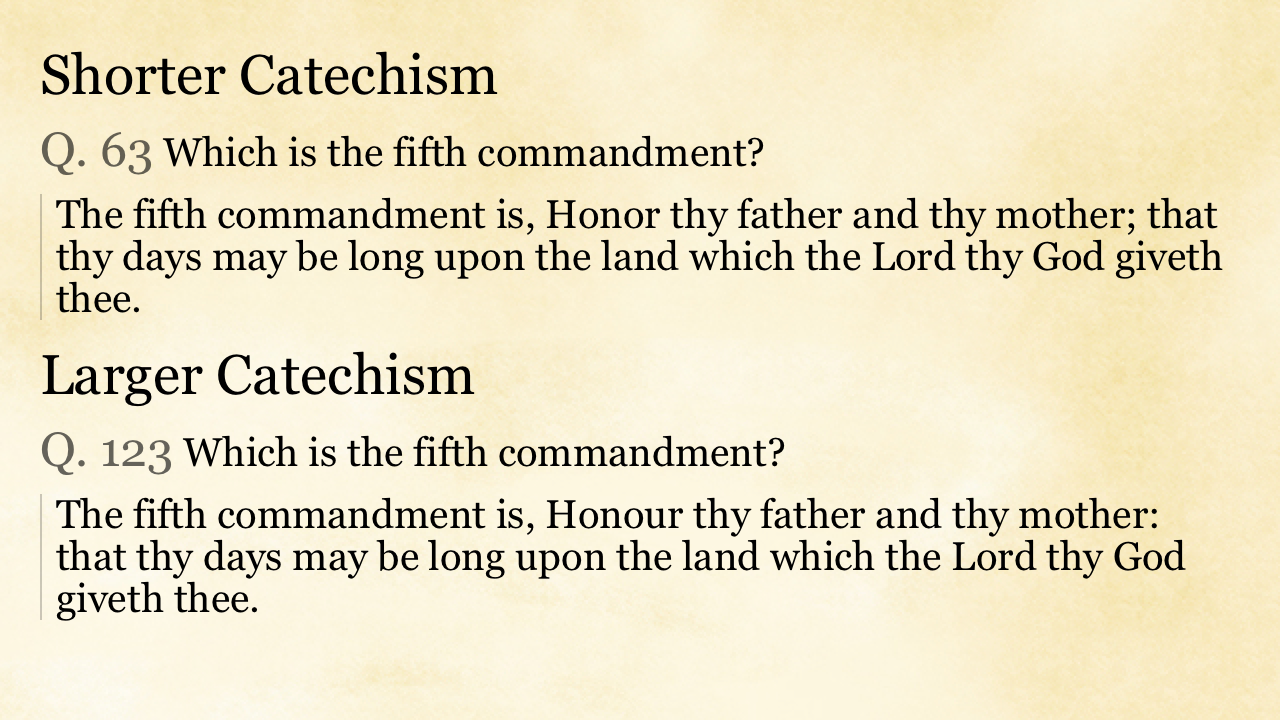 Shorter Catechism
Q. 63 Which is the fifth commandment?
The fifth commandment is, Honor thy father and thy mother; that
thy days may be long upon the land which the Lord thy God giveth
thee.
Larger Catechism
Q. 123 Which is the fifth commandment?
The fifth commandment is, Honour thy father and thy mother:
that thy days may be long upon the land which the Lord thy God
giveth thee.